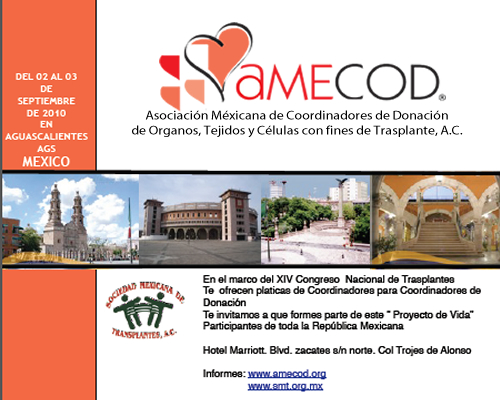 DEL 02 AL 03
DE
SEPTIEMBRE
DE 2010
EN
AGUASCALIENTES
AGS
MEXICO
aMECOD®
Asociación Méxicana de Coordinadores de Donación
de Organos, Tejidos y Células con fines de Trasplante, A.C.
SOCIEDAD MEXICANA DE
TRASPLANTES, A.C.
En el marco del XIV Congreso Nacional de Trasplantes
Te ofrecen platicas de Coordinadores para Coordinadores de
Donación
Te invitamos a que formes parte de este " Proyecto de Vida"
Participantes de toda la República Mexicana
Hotel Marriott. Blvd. zacates s/n norte. Col Trojes de Alonso
Informes: www.amecod.org
www.smt.org.mx